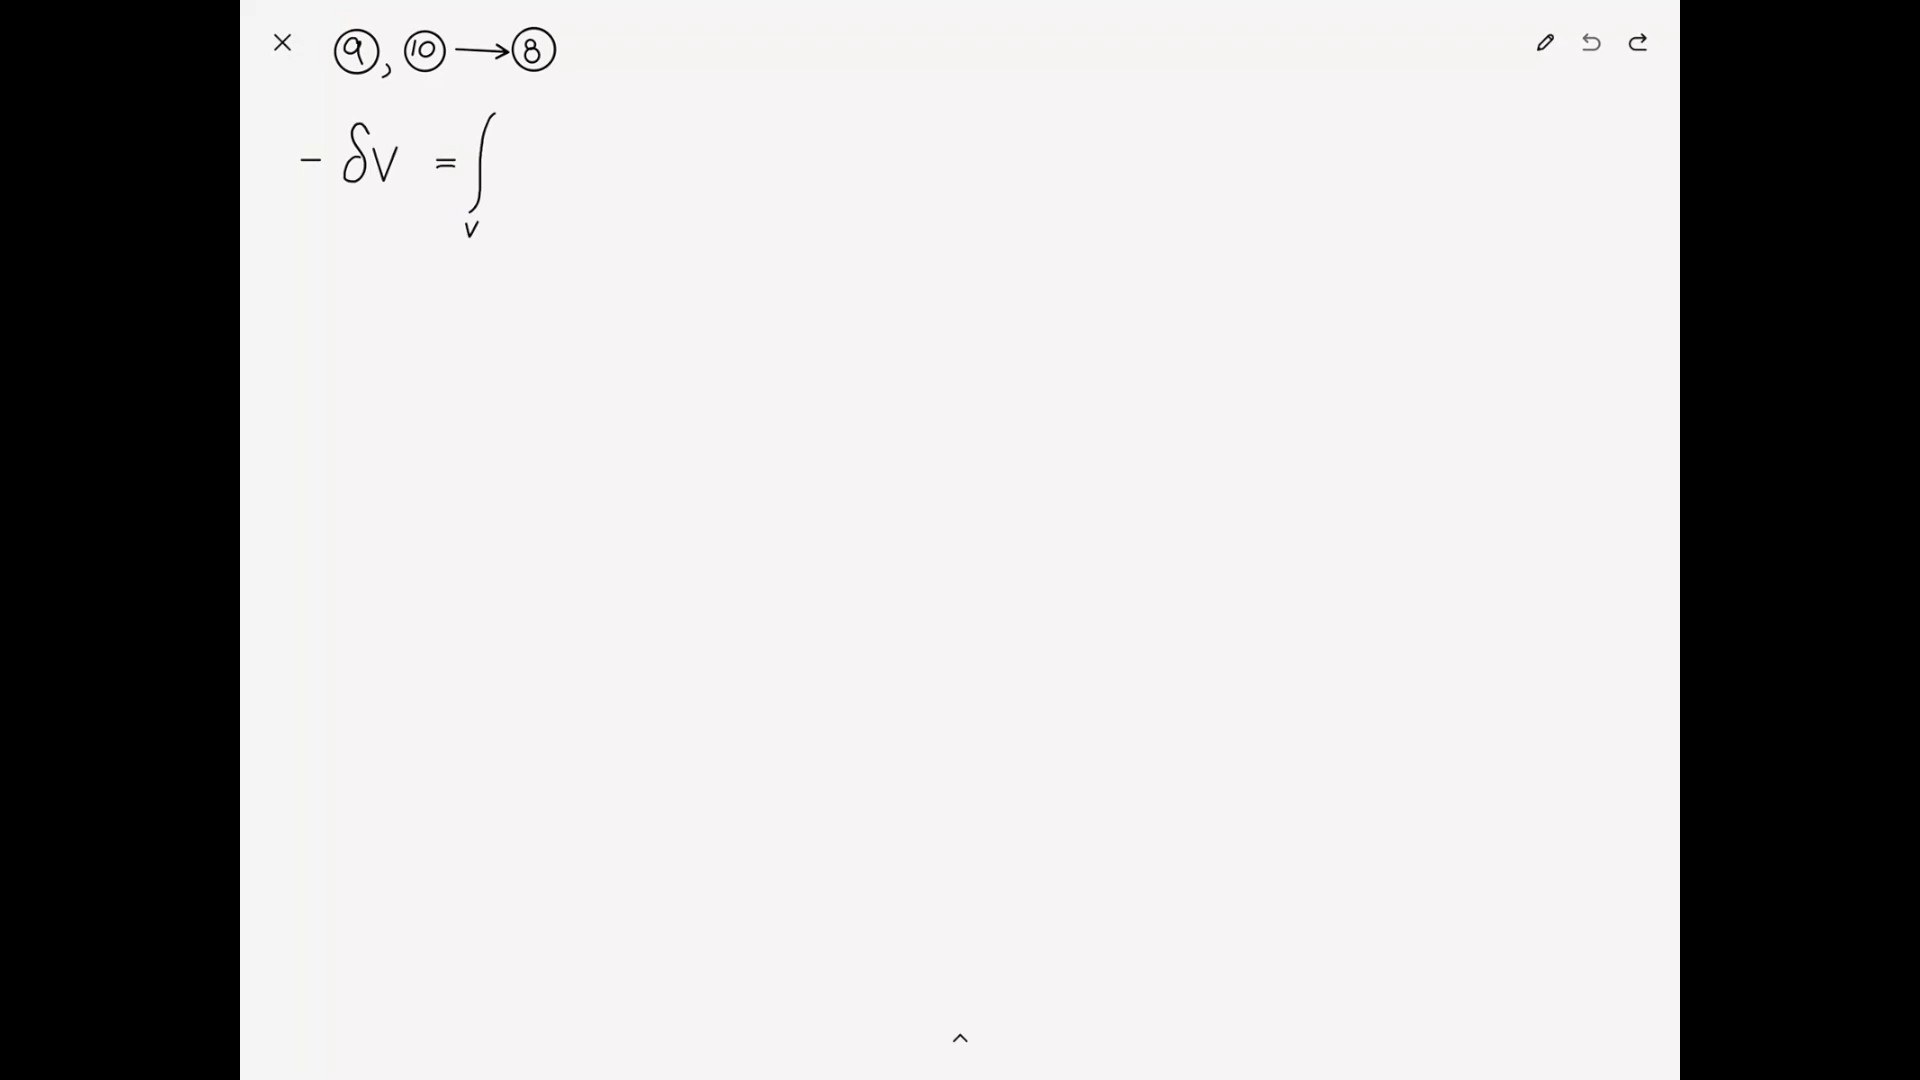 ⑨, ⑩ → ⑧
- δV = ∫
V